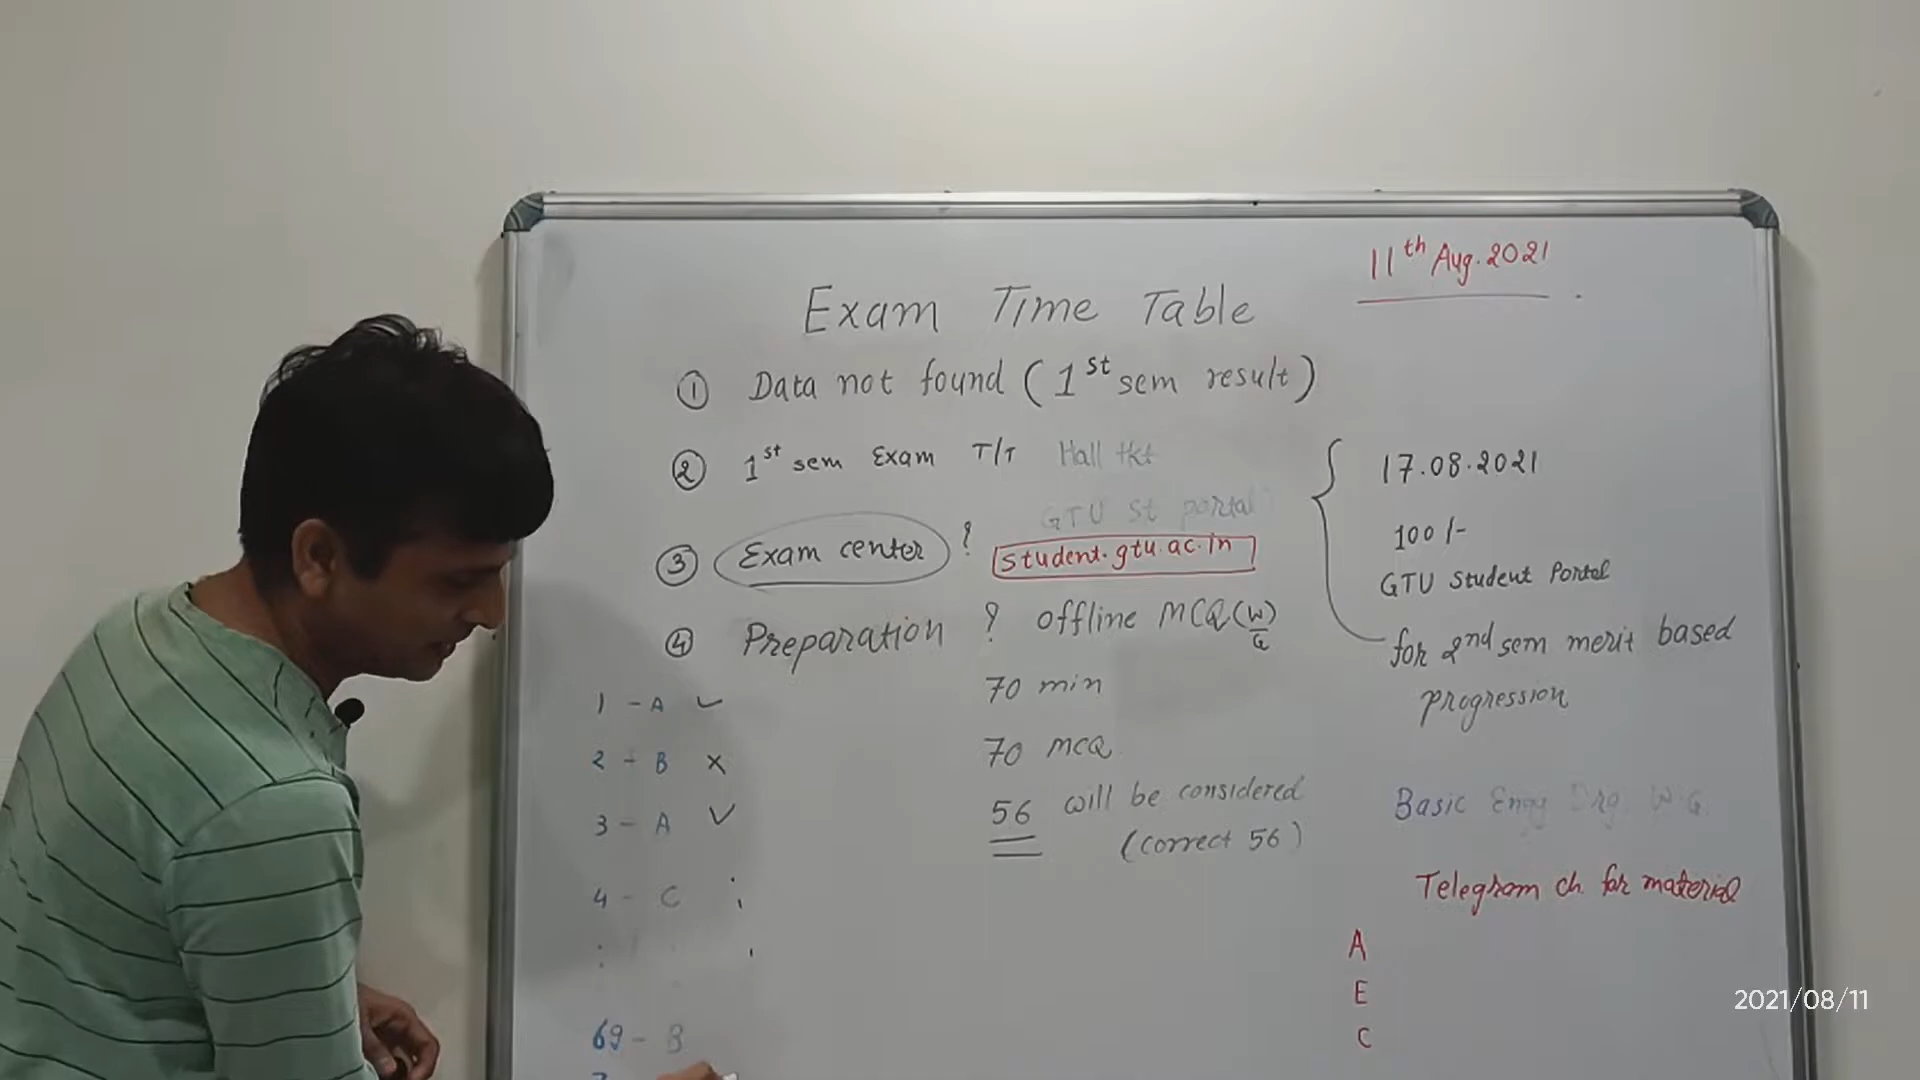 11th Aug. 2021
Exam Time Table
① Data not found (1st sem result)
② 1st sem Exam T/T Hall tkt
GTU St portal
③ Exam center ? student.gtu.ac.in
④ Preparation ? offline MCQ (W/G)
70 min
70 MCQ
56 will be considered
(correct 56)
1 - A ✓
2 - B ×
3 - A ✓
4 - C
69 - B
17.08.2021
100/-
GTU Student Portal
for 2nd sem merit based
progression
Basic Engg Drg. W.G.
Telegram ch. for material
A
E
C
2021/08/11